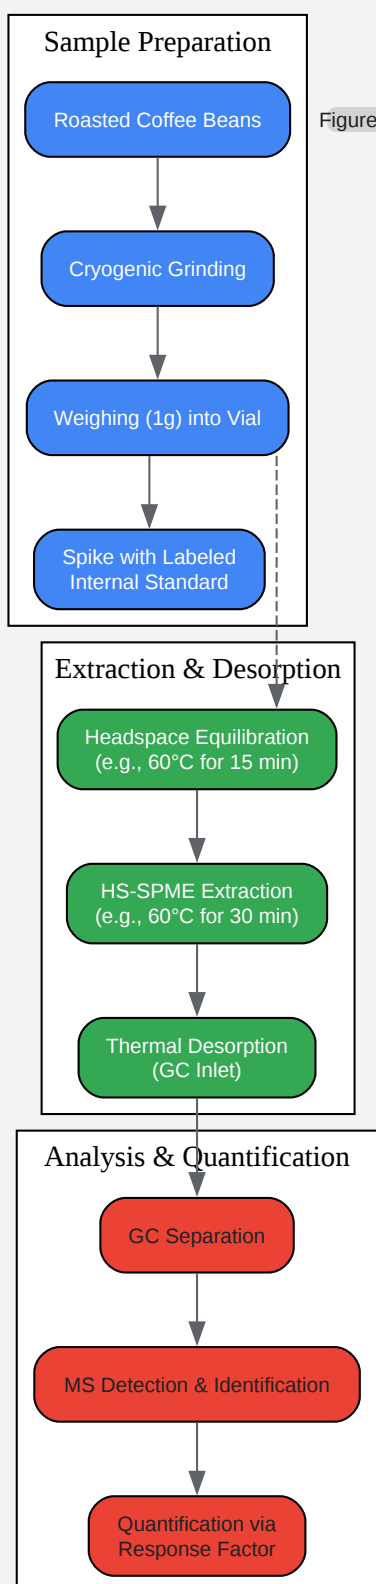 Sample Preparation
Roasted Coffee Beans
Figure
Cryogenic Grinding
Weighing (1g) into Vial
Spike with Labeled
Internal Standard
Extraction & Desorption
Headspace Equilibration
(e.g., 60°C for 15 min)
HS-SPME Extraction
(e.g., 60°C for 30 min)
Thermal Desorption
(GC Inlet)
Analysis & Quantification
GC Separation
MS Detection & Identification
Quantification via
Response Factor